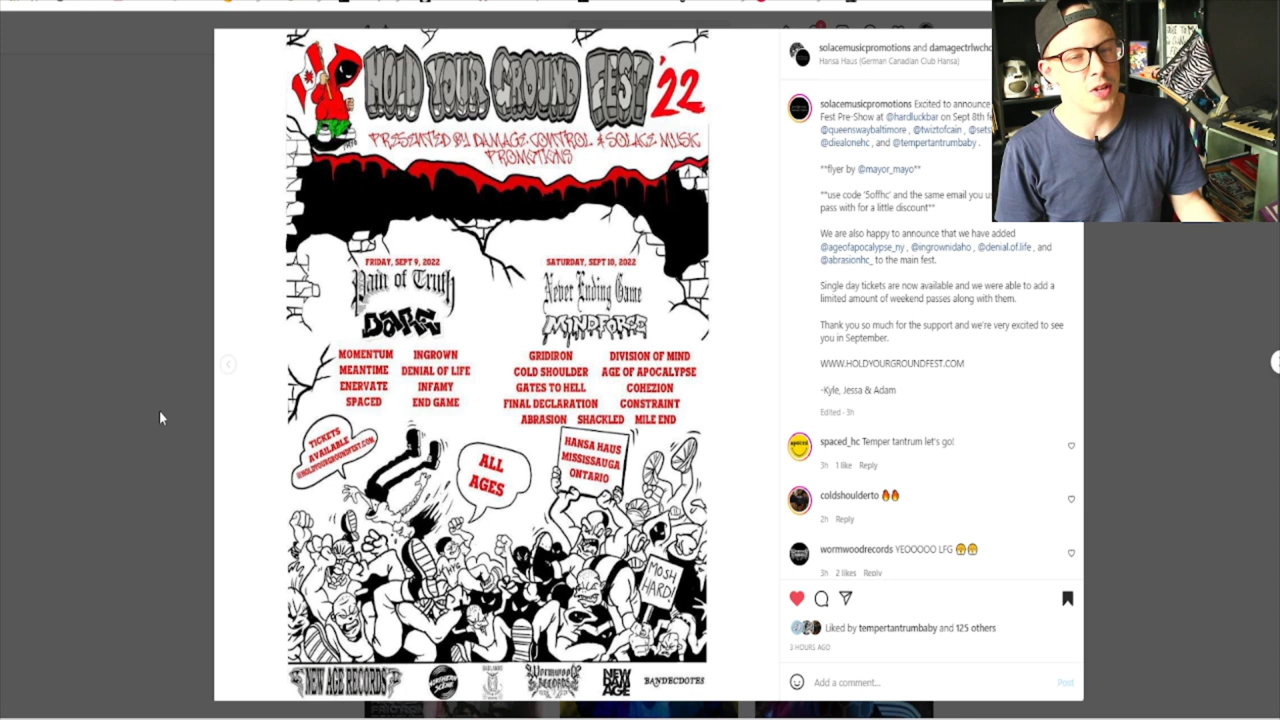 HOLD YOUR GROUND FEST '22
PRESENTED BY DAMAGE CONTROL & SOLACE MUSIC
PROMOTIONS
FRIDAY, SEPT 9, 2022
Pain of Truth
DARE
MOMENTUM INGROWN
MEANTIME DENIAL OF LIFE
ENERVATE INFAMY
SPACED END GAME
SATURDAY, SEPT 10, 2022
Never Ending Game
MINDFORCE
GRIDIRON DIVISION OF MIND
COLD SHOULDER AGE OF APOCALYPSE
GATES TO HELL COHEZION
FINAL DECLARATION CONSTRAINT
ABRASION SHACKLED MILE END
TICKETS
AVAILABLE
@HOLDYOURGROUNDFEST.COM
ALL
AGES
HANSA HAUS
MISSISSAUGA
ONTARIO
MOSH
HARD!
NEW AGE RECORDS
Wormwood
Records
NEW
DAM
AGE
BANDECDOTES
solacemusicpromotions and
Hansa Haus (German Canadian Club Hansa)
solacemusicpromotions Excited to announce
Fest Pre-Show at @hardluckbar on Sept 8th
@queenswaybaltimore , @twiztofcain ,
@diealonehc , and @tempertantrumbaby .
**flyer by @mayor_mayo**
**use code 'Soffhc' and the same email you
pass with for a little discount**
We are also happy to announce that we have added
@ageofapocalypse_ny , @ingrownidaho , @denial.of.life , and
@abrasionhc_ to the main fest.
Single day tickets are now available and we were able to add a
limited amount of weekend passes along with them.
Thank you so much for the support and we're very excited to see
you in September.
WWW.HOLDYOURGROUNDFEST.COM
-Kyle, Jessa & Adam
Edited · 3h
spaced_hc Temper tantrum let's go!
3h 1 like Reply
coldshoulderto 🔥🔥
2h Reply
wormwoodrecords YEOOOOO LFG 😤😤
3h 2 likes Reply
Liked by tempertantrumbaby and 125 others
3 HOURS AGO
Add a comment...
Post